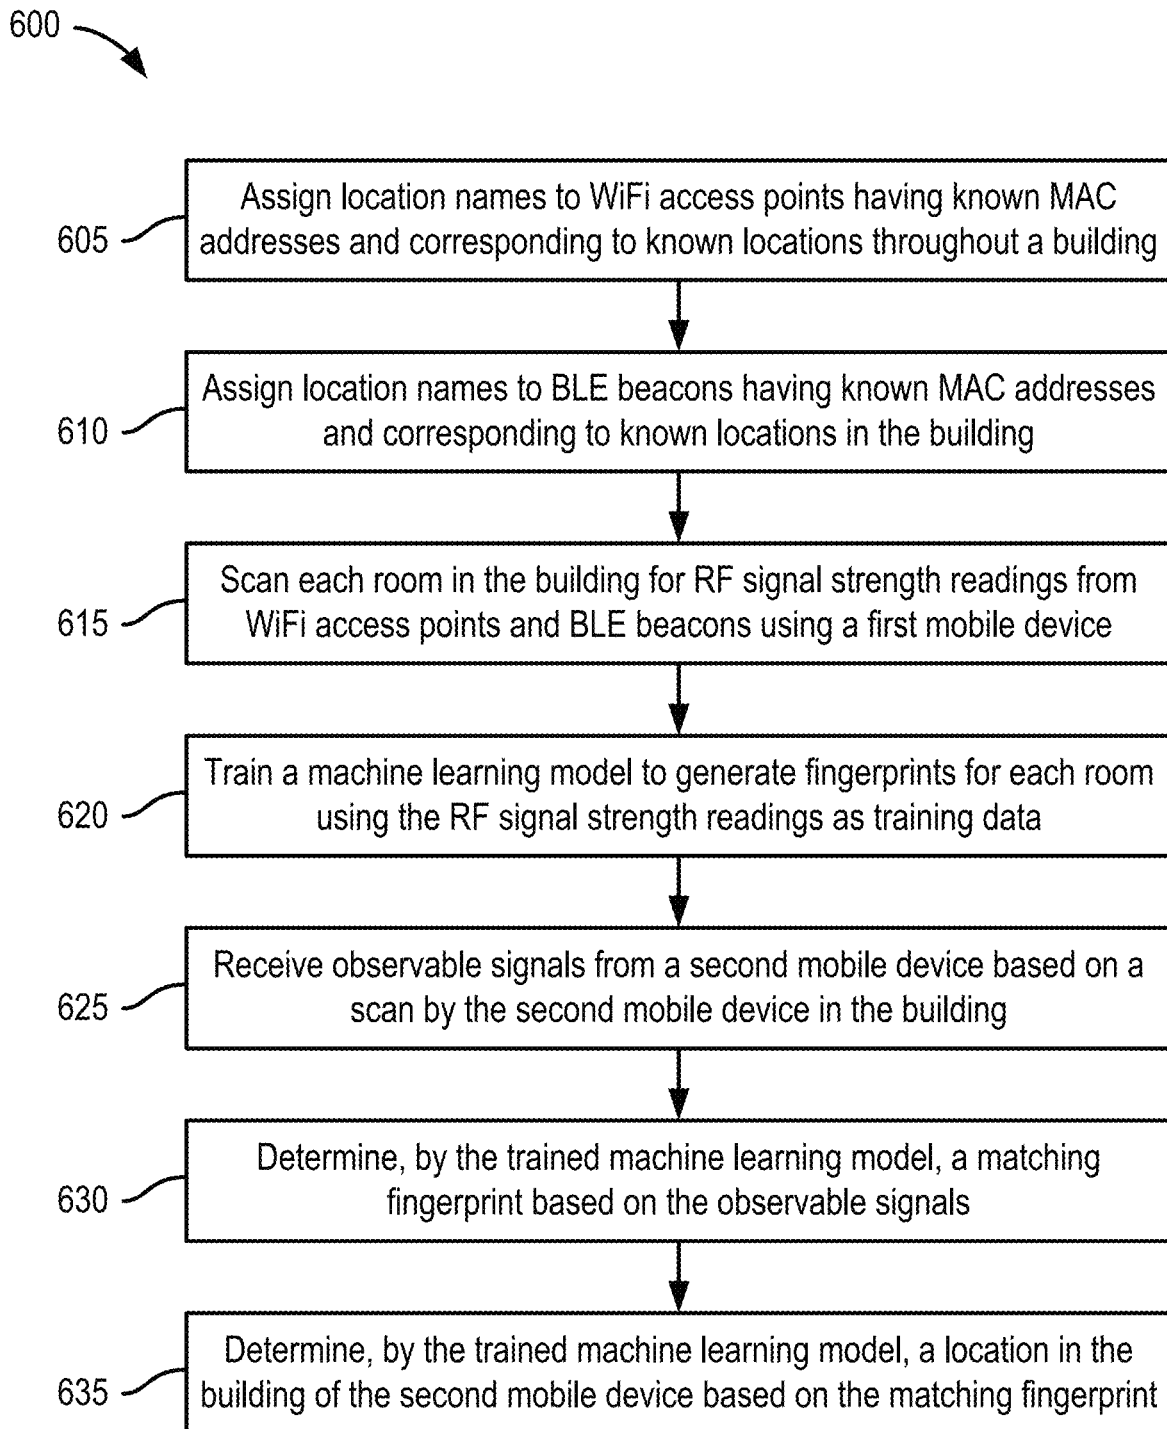 600
605
Assign location names to WiFi access points having known MAC
addresses and corresponding to known locations throughout a building
610
Assign location names to BLE beacons having known MAC addresses
and corresponding to known locations in the building
615
Scan each room in the building for RF signal strength readings from
WiFi access points and BLE beacons using a first mobile device
620
Train a machine learning model to generate fingerprints for each room
using the RF signal strength readings as training data
625
Receive observable signals from a second mobile device based on a
scan by the second mobile device in the building
630
Determine, by the trained machine learning model, a matching
fingerprint based on the observable signals
635
Determine, by the trained machine learning model, a location in the
building of the second mobile device based on the matching fingerprint